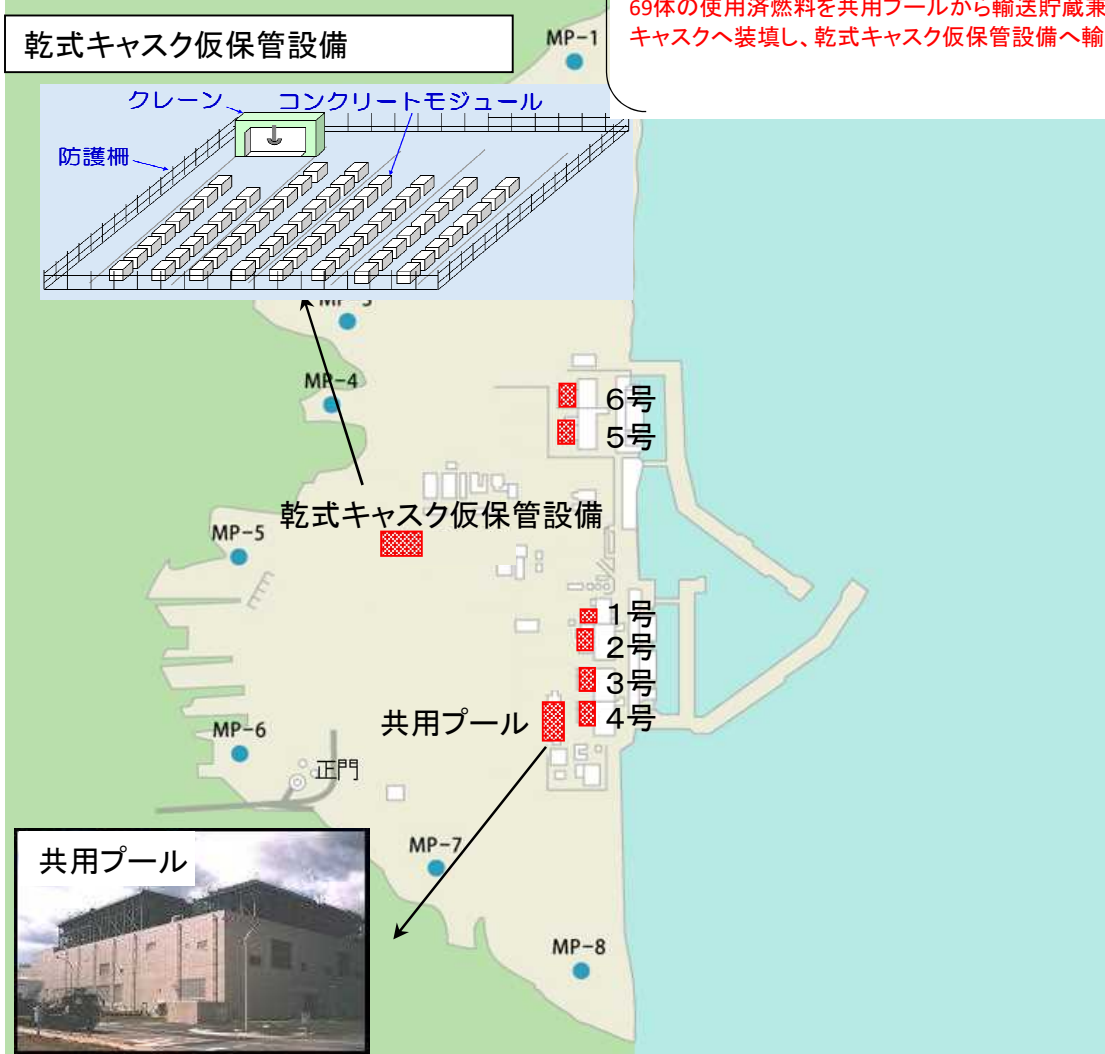 69体の使用済燃料を共用プールから輸送貯蔵兼
キャスクへ装填し、乾式キャスク仮保管設備へ輸
乾式キャスク仮保管設備
MP-1
クレーン
コンクリートモジュール
防護柵
MP-4
6号
5号
乾式キャスク仮保管設備
MP-5
1号
2号
3号
4号
共用プール
MP-6
正門
MP-7
共用プール
MP-8